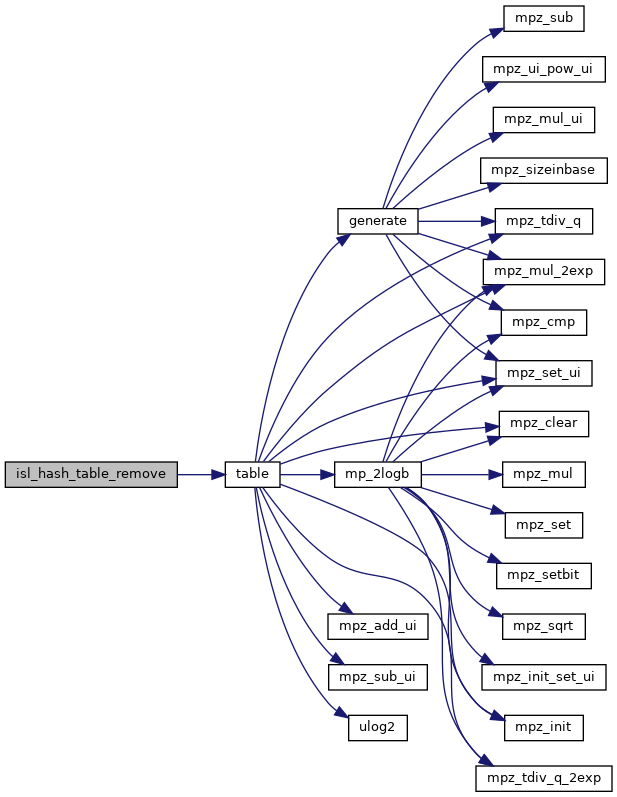 mpz_sub
mpz_ui_pow_ui
mpz_mul_ui
mpz_sizeinbase
generate
mpz_tdiv_q
mpz_mul_2exp
mpz_cmp
mpz_set_ui
mpz_clear
isl_hash_table_remove
table
mp_2logb
mpz_mul
mpz_set
mpz_setbit
mpz_add_ui
mpz_sqrt
mpz_sub_ui
mpz_init_set_ui
ulog2
mpz_init
mpz_tdiv_q_2exp